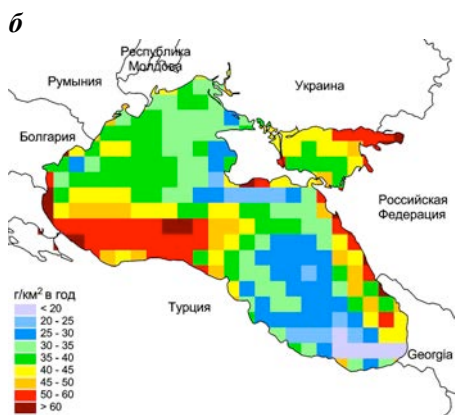 б
Республика
Молдова
Румыния
Украина
Болгария
Российская
Федерация
Турция
Georgia
г/км² в год
< 20
20 - 25
25 - 30
30 - 35
35 - 40
40 - 45
45 - 50
50 - 60
> 60